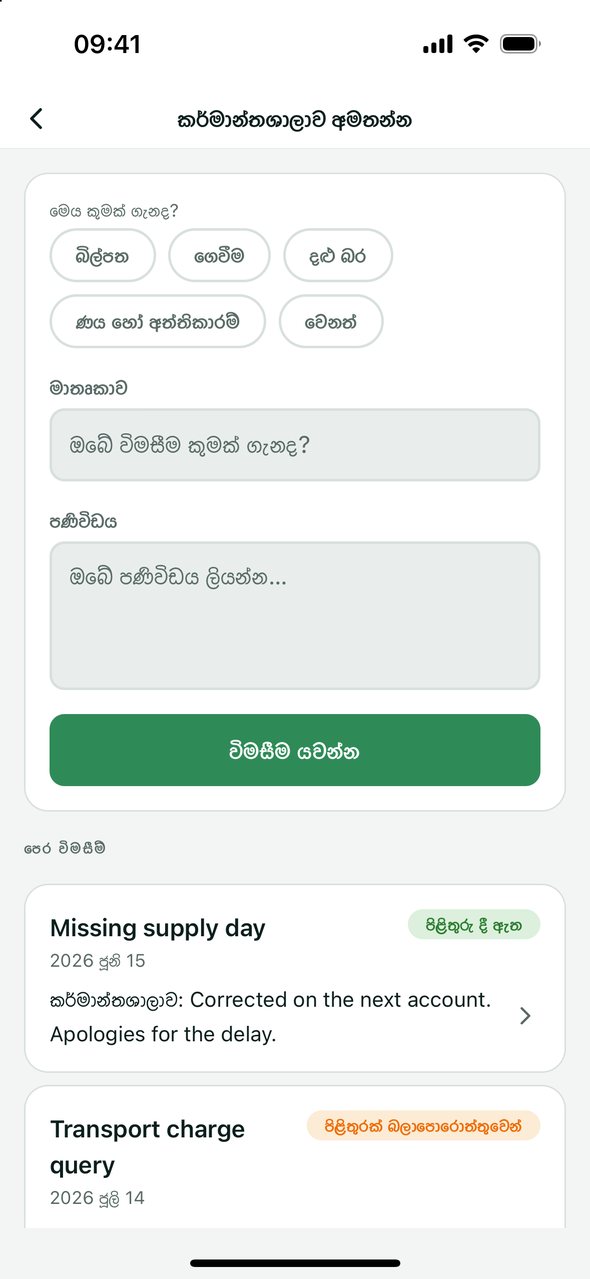 09:41
කර්මාන්තශාලාව අමතන්න
මෙය කුමක් ගැනද?
බිල්පත
ගෙවීම
දළු බර
ණය හෝ අත්තිකාරම්
වෙනත්
මාතෘකාව
ඔබේ විමසීම කුමක් ගැනද?
පණිවිඩය
ඔබේ පණිවිඩය ලියන්න...
විමසීම යවන්න
පෙර විමසීම්
Missing supply day
පිළිතුරු දී ඇත
2026 ජූනි 15
කර්මාන්තශාලාව: Corrected on the next account.
Apologies for the delay.
Transport charge
query
පිළිතුරක් බලාපොරොත්තුවෙන්
2026 ජූලි 14